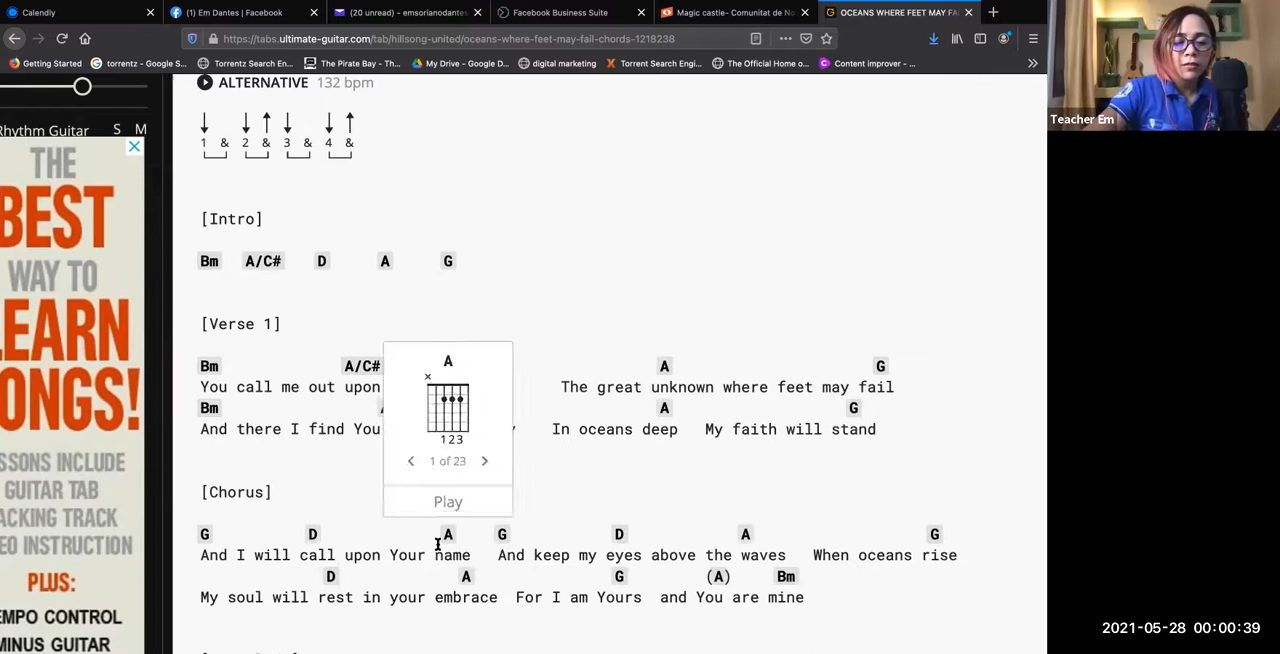 Calendly
(1) Em Dantes | Facebook
(20 unread) - emsorianodantes
Facebook Business Suite
Magic castle- Comunitat de No
OCEANS WHERE FEET MAY FA
https://tabs.ultimate-guitar.com/tab/hillsong-united/oceans-where-feet-may-fail-chords-1218238
Getting Started
torrentz - Google S...
Torrentz Search En...
The Pirate Bay - Th...
My Drive - Google D...
digital marketing
Torrent Search Engi...
The Official Home o...
Content improver - ...
Teacher Em
ALTERNATIVE 132 bpm
1 & 2 & 3 & 4 &
Rhythm Guitar S M
THE
BEST
WAY TO
LEARN
ONGS!
SSONS INCLUDE
GUITAR TAB
ACKING TRACK
EO INSTRUCTION
PLUS:
EMPO CONTROL
MINUS GUITAR
[Intro]
Bm A/C# D A G
[Verse 1]
Bm A/C# A G
You call me out upon The great unknown where feet may fail
Bm A G
And there I find You In oceans deep My faith will stand
A
×
123
1 of 23
Play
[Chorus]
G D A G D A G
And I will call upon Your name And keep my eyes above the waves When oceans rise
D A G (A) Bm
My soul will rest in your embrace For I am Yours and You are mine
2021-05-28 00:00:39